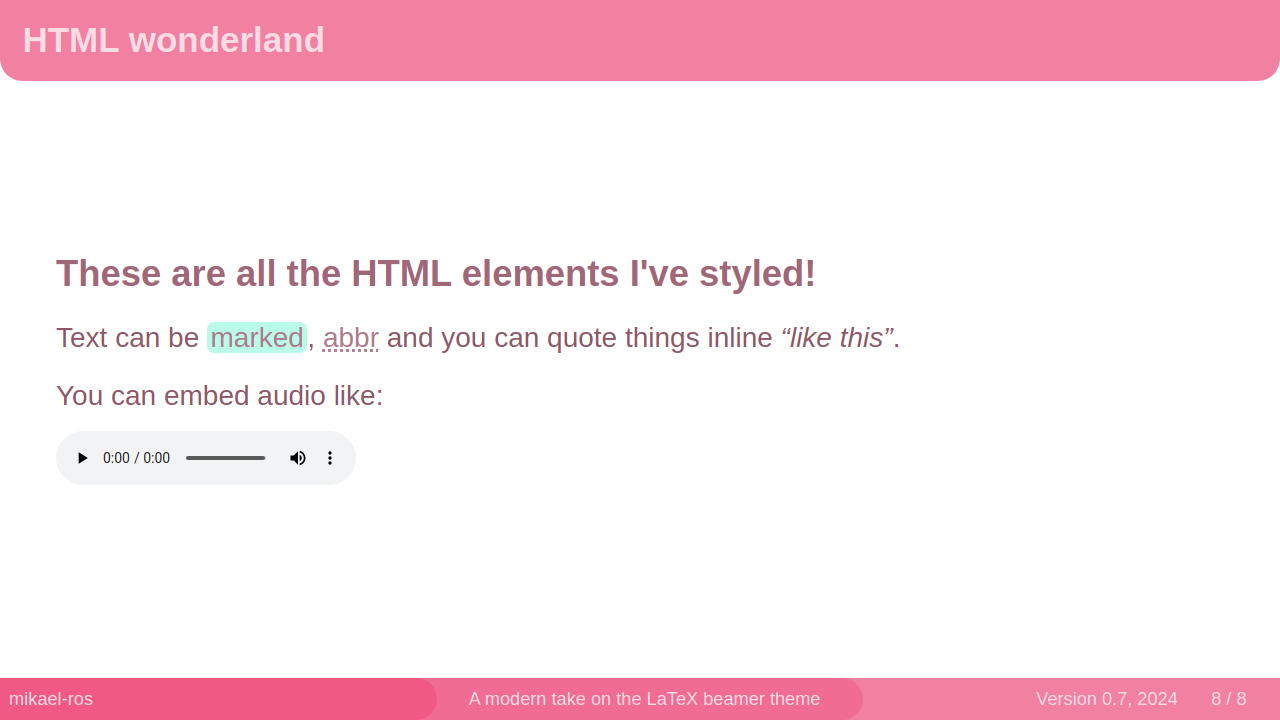 HTML wonderland
These are all the HTML elements I've styled!
Text can be marked, abbr and you can quote things inline “like this”.
You can embed audio like:
0:00 / 0:00
mikael-ros
A modern take on the LaTeX beamer theme
Version 0.7, 2024
8 / 8